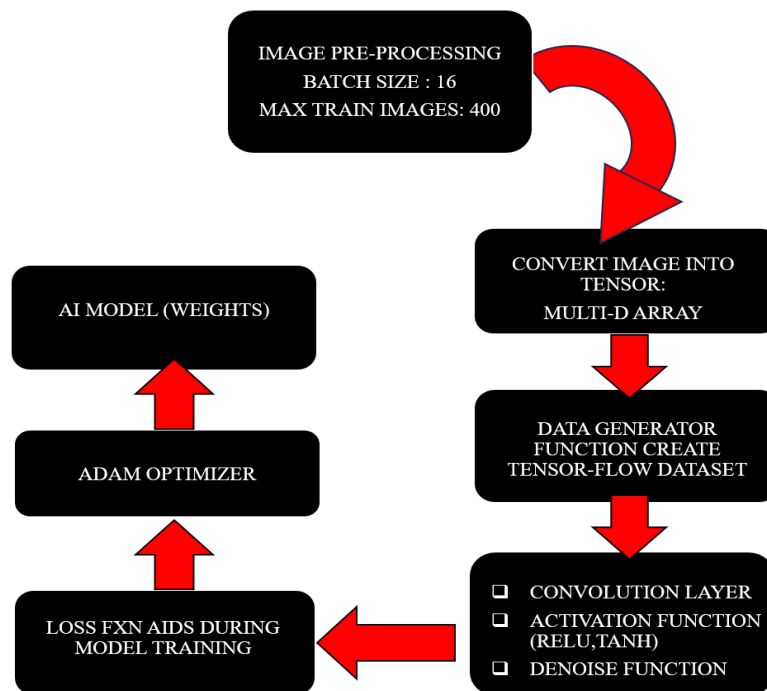 IMAGE PRE-PROCESSING
BATCH SIZE : 16
MAX TRAIN IMAGES: 400
CONVERT IMAGE INTO
TENSOR:
MULTI-D ARRAY
DATA GENERATOR
FUNCTION CREATE
TENSOR-FLOW DATASET
CONVOLUTION LAYER
ACTIVATION FUNCTION
(RELU,TANH)
DENOISE FUNCTION
LOSS FXN AIDS DURING
MODEL TRAINING
ADAM OPTIMIZER
AI MODEL (WEIGHTS)